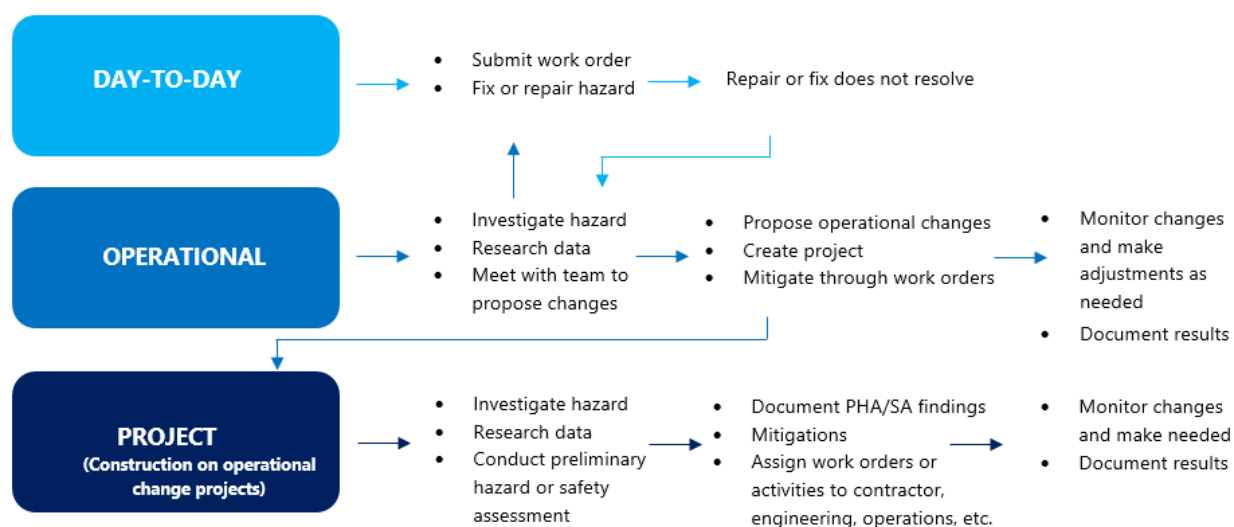 DAY-TO-DAY
• Submit work order
• Fix or repair hazard
Repair or fix does not resolve
OPERATIONAL
• Investigate hazard
• Research data
• Meet with team to
propose changes
• Propose operational changes
• Create project
• Mitigate through work orders
• Monitor changes
and make
adjustments as
needed
• Document results
PROJECT
(Construction on operational
change projects)
• Investigate hazard
• Research data
• Conduct preliminary
hazard or safety
assessment
• Document PHA/SA findings
• Mitigations
• Assign work orders or
activities to contractor,
engineering, operations, etc.
• Monitor changes
and make needed
• Document results